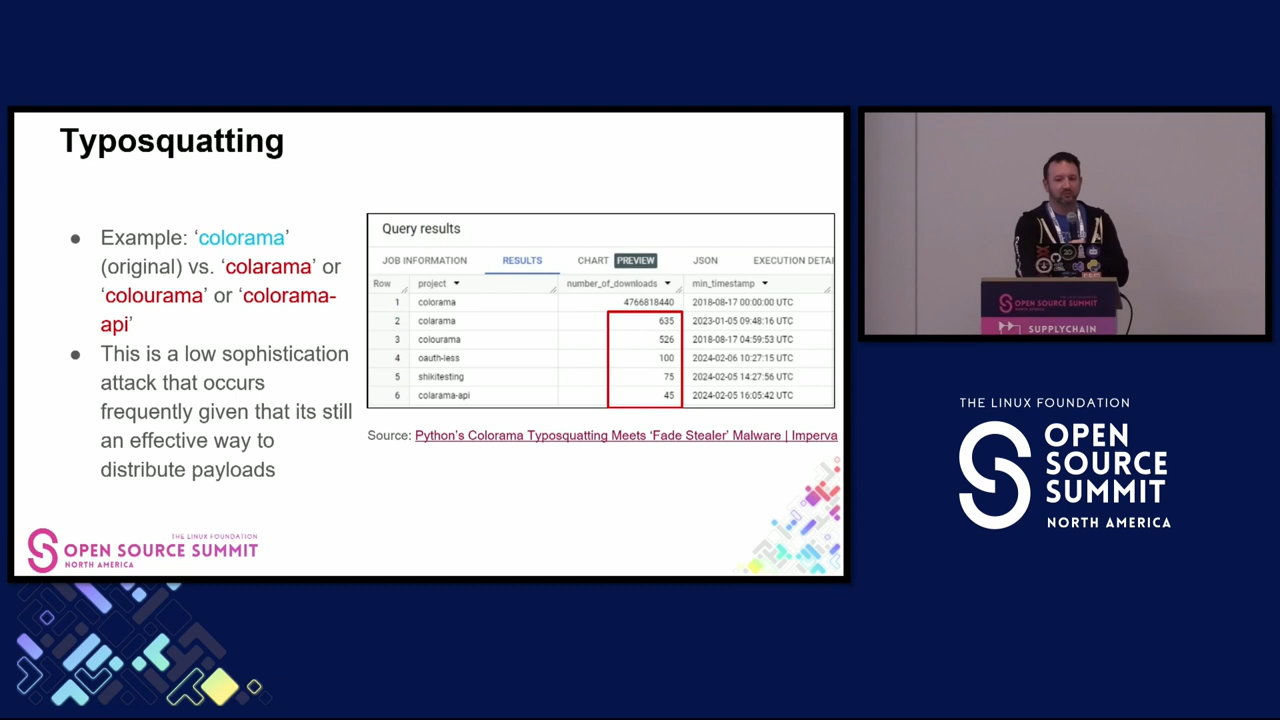 Typosquatting
● Example: ‘colorama’
(original) vs. ‘colarama’ or
‘colourama’ or ‘colorama-
api’
● This is a low sophistication
attack that occurs
frequently given that its still
an effective way to
distribute payloads
Query results
JOB INFORMATION RESULTS CHART PREVIEW JSON EXECUTION DETAI
Row project number_of_downloads min_timestamp
1 colorama 4766818440 2018-08-17 00:00:00 UTC
2 colarama 635 2023-01-05 09:48:16 UTC
3 colourama 526 2018-08-17 04:59:53 UTC
4 oauth-less 100 2024-02-06 10:27:15 UTC
5 shikitesting 75 2024-02-05 14:27:56 UTC
6 colarama-api 45 2024-02-05 16:05:42 UTC
Source: Python’s Colorama Typosquatting Meets ‘Fade Stealer’ Malware | Imperva
THE LINUX FOUNDATION
OPEN SOURCE SUMMIT
NORTH AMERICA
OPEN SOURCE SUMMIT
NORTH AMERICA
SUPPLYCHAIN
THE LINUX FOUNDATION
OPEN
SOURCE
SUMMIT
NORTH AMERICA